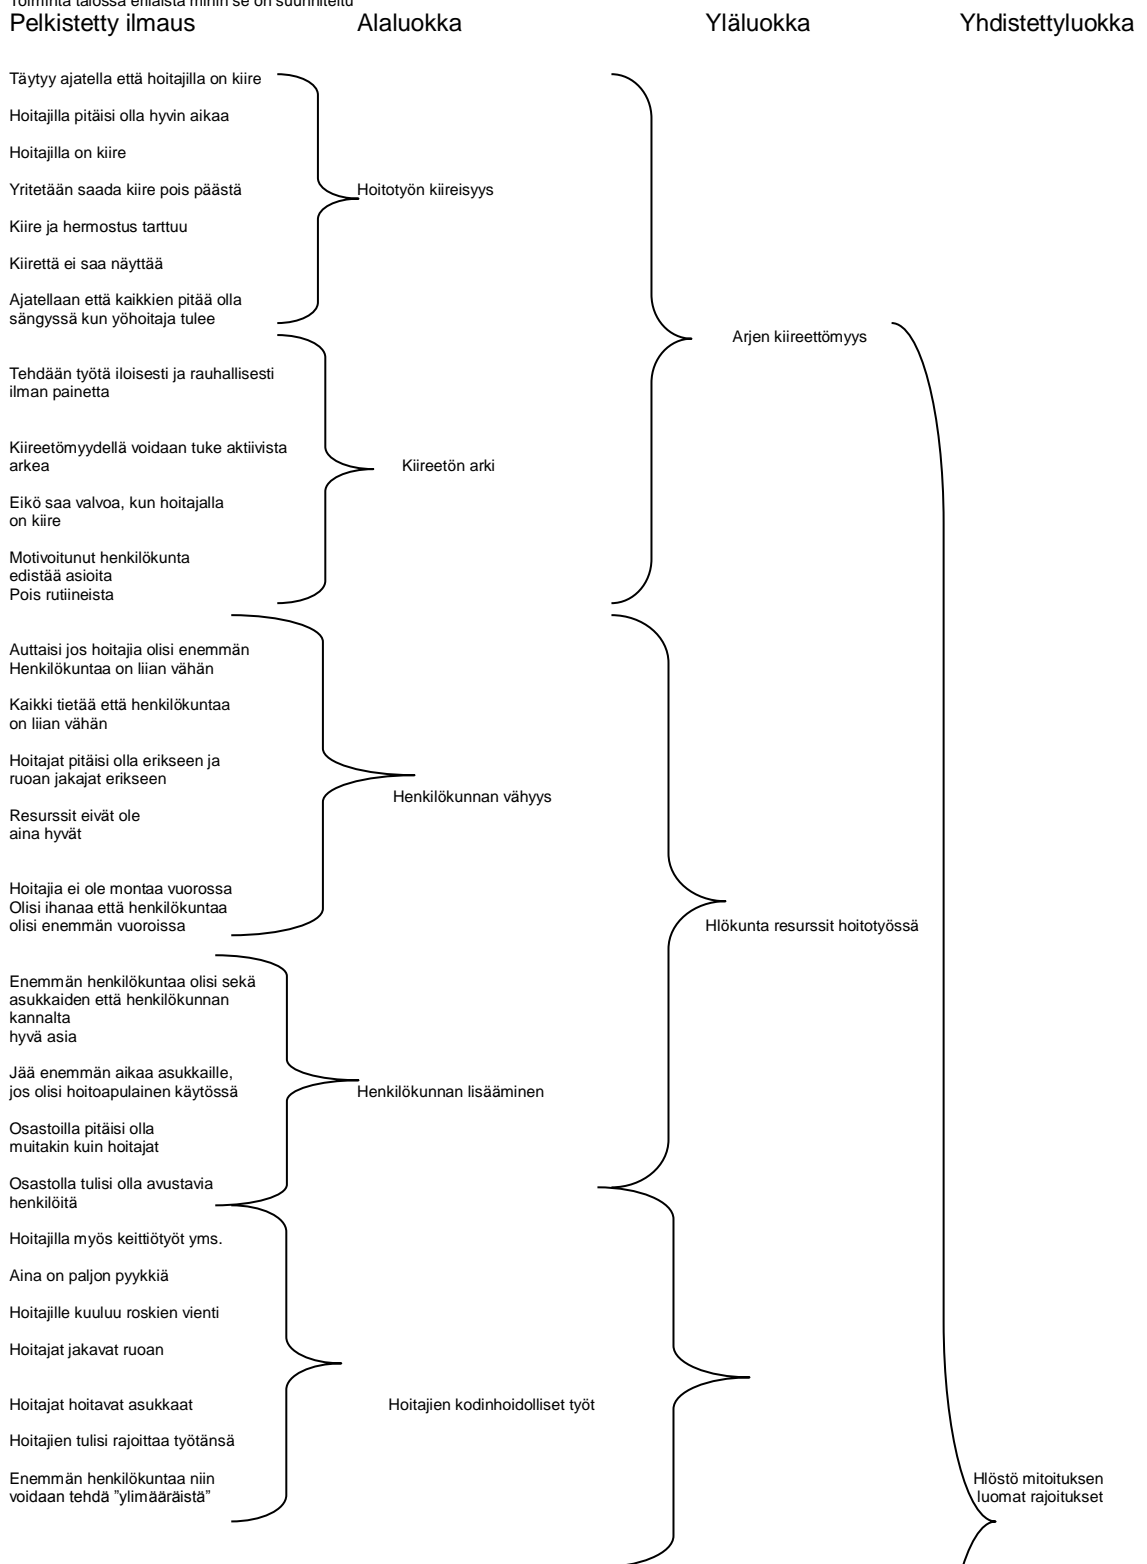 Toiminta talossa erilaista mihin se on suunniteltu
Pelkistetty ilmaus Alaluokka Yläluokka Yhdistettyluokka
Täytyy ajatella että hoitajilla on kiire
Hoitajilla pitäisi olla hyvin aikaa
Hoitajilla on kiire
Yritetään saada kiire pois päästä
Hoitotyön kiireisyys
Kiire ja hermostus tarttuu
Kiirettä ei saa näyttää
Ajatellaan että kaikkien pitää olla
sängyssä kun yöhoitaja tulee
Arjen kiireettömyys
Tehdään työtä iloisesti ja rauhallisesti
ilman painetta
Kiireetömyydellä voidaan tuke aktiivista
arkea
Kiireetön arki
Eikö saa valvoa, kun hoitajalla
on kiire
Motivoitunut henkilökunta
edistää asioita
Pois rutiineista
Auttaisi jos hoitajia olisi enemmän
Henkilökuntaa on liian vähän
Kaikki tietää että henkilökuntaa
on liian vähän
Hoitajat pitäisi olla erikseen ja
ruoan jakajat erikseen
Henkilökunnan vähyys
Resurssit eivät ole
aina hyvät
Hoitajia ei ole montaa vuorossa
Olisi ihanaa että henkilökuntaa
olisi enemmän vuoroissa
Hlökunta resurssit hoitotyössä
Enemmän henkilökuntaa olisi sekä
asukkaiden että henkilökunnan
kannalta
hyvä asia
Jää enemmän aikaa asukkaille,
jos olisi hoitoapulainen käytössä
Henkilökunnan lisääminen
Osastoilla pitäisi olla
muitakin kuin hoitajat
Osastolla tulisi olla avustavia
henkilöitä
Hoitajilla myös keittiötyöt yms.
Aina on paljon pyykkiä
Hoitajille kuuluu roskien vienti
Hoitajat jakavat ruoan
Hoitajat hoitavat asukkaat
Hoitajien kodinhoidolliset työt
Hoitajien tulisi rajoittaa työtänsä
Enemmän henkilökuntaa niin
voidaan tehdä ”ylimääräistä”
Hlöstö mitoituksen
luomat rajoitukset